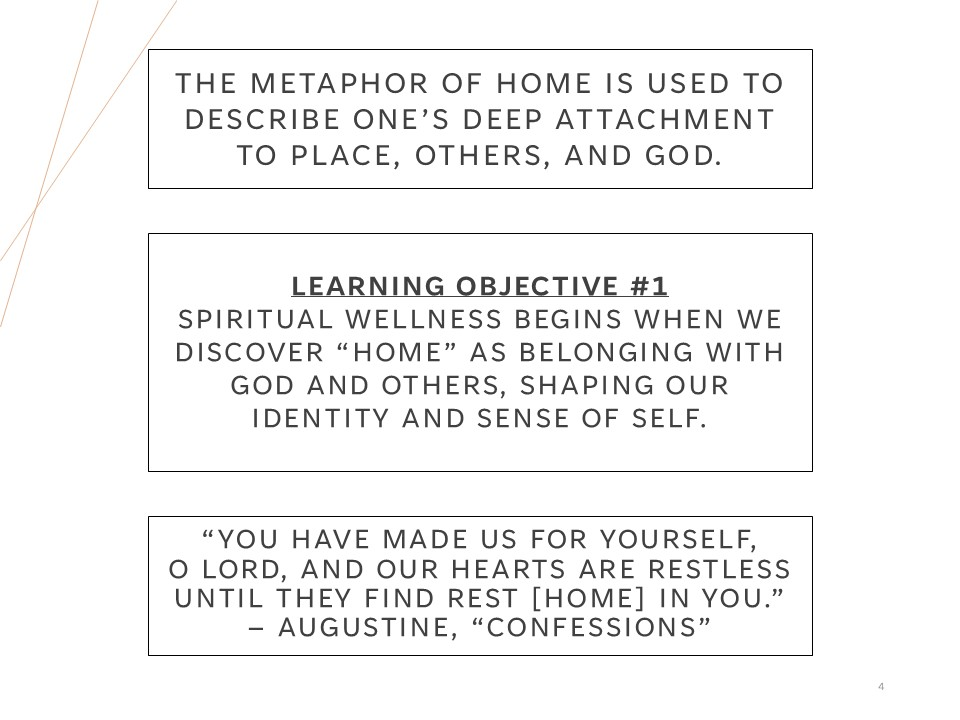 THE METAPHOR OF HOME IS USED TO
DESCRIBE ONE’S DEEP ATTACHMENT
TO PLACE, OTHERS, AND GOD.
LEARNING OBJECTIVE #1
SPIRITUAL WELLNESS BEGINS WHEN WE
DISCOVER “HOME” AS BELONGING WITH
GOD AND OTHERS, SHAPING OUR
IDENTITY AND SENSE OF SELF.
“YOU HAVE MADE US FOR YOURSELF,
O LORD, AND OUR HEARTS ARE RESTLESS
UNTIL THEY FIND REST [HOME] IN YOU.”
– AUGUSTINE, “CONFESSIONS”
4